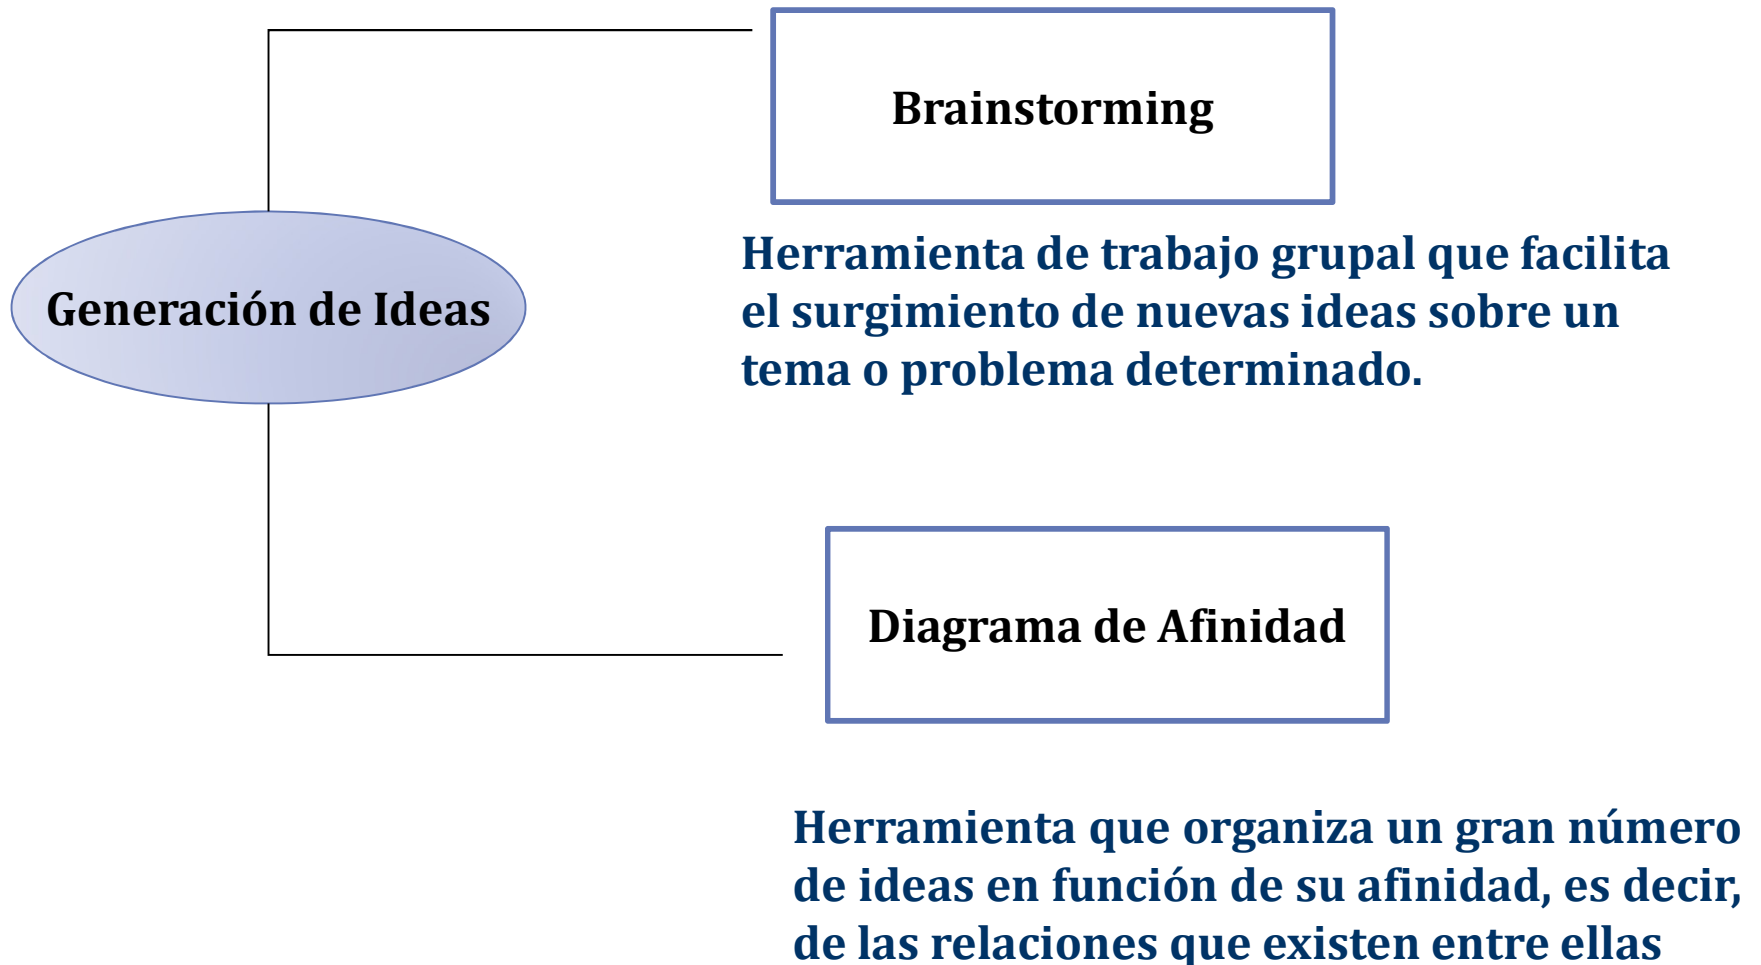 Brainstorming
Herramienta de trabajo grupal que facilita
el surgimiento de nuevas ideas sobre un
tema o problema determinado.
Generación de Ideas
Diagrama de Afinidad
Herramienta que organiza un gran número
de ideas en función de su afinidad, es decir,
de las relaciones que existen entre ellas